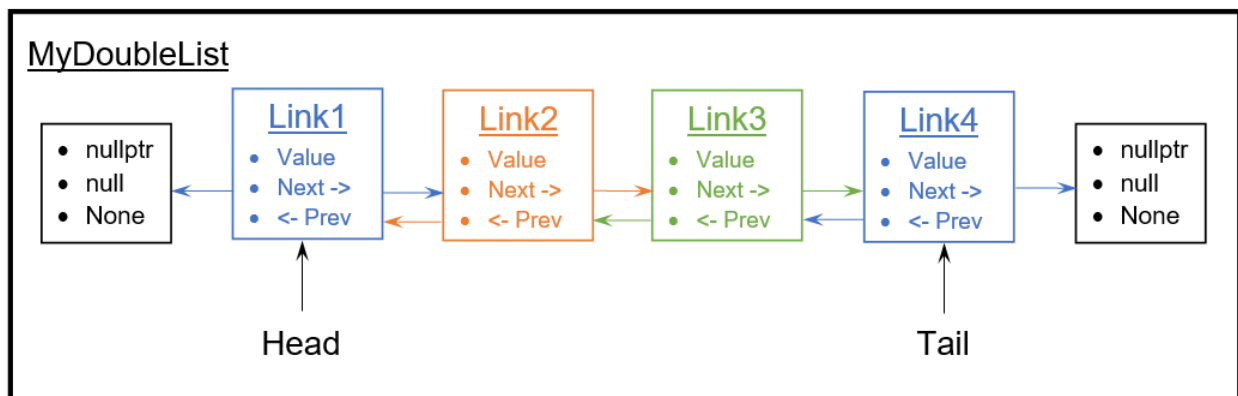 MyDoubleList
• nullptr
• null
• None
Link1
• Value
• Next ->
• <- Prev
Link2
• Value
• Next ->
• <- Prev
Link3
• Value
• Next ->
• <- Prev
Link4
• Value
• Next ->
• <- Prev
• nullptr
• null
• None
Head
Tail